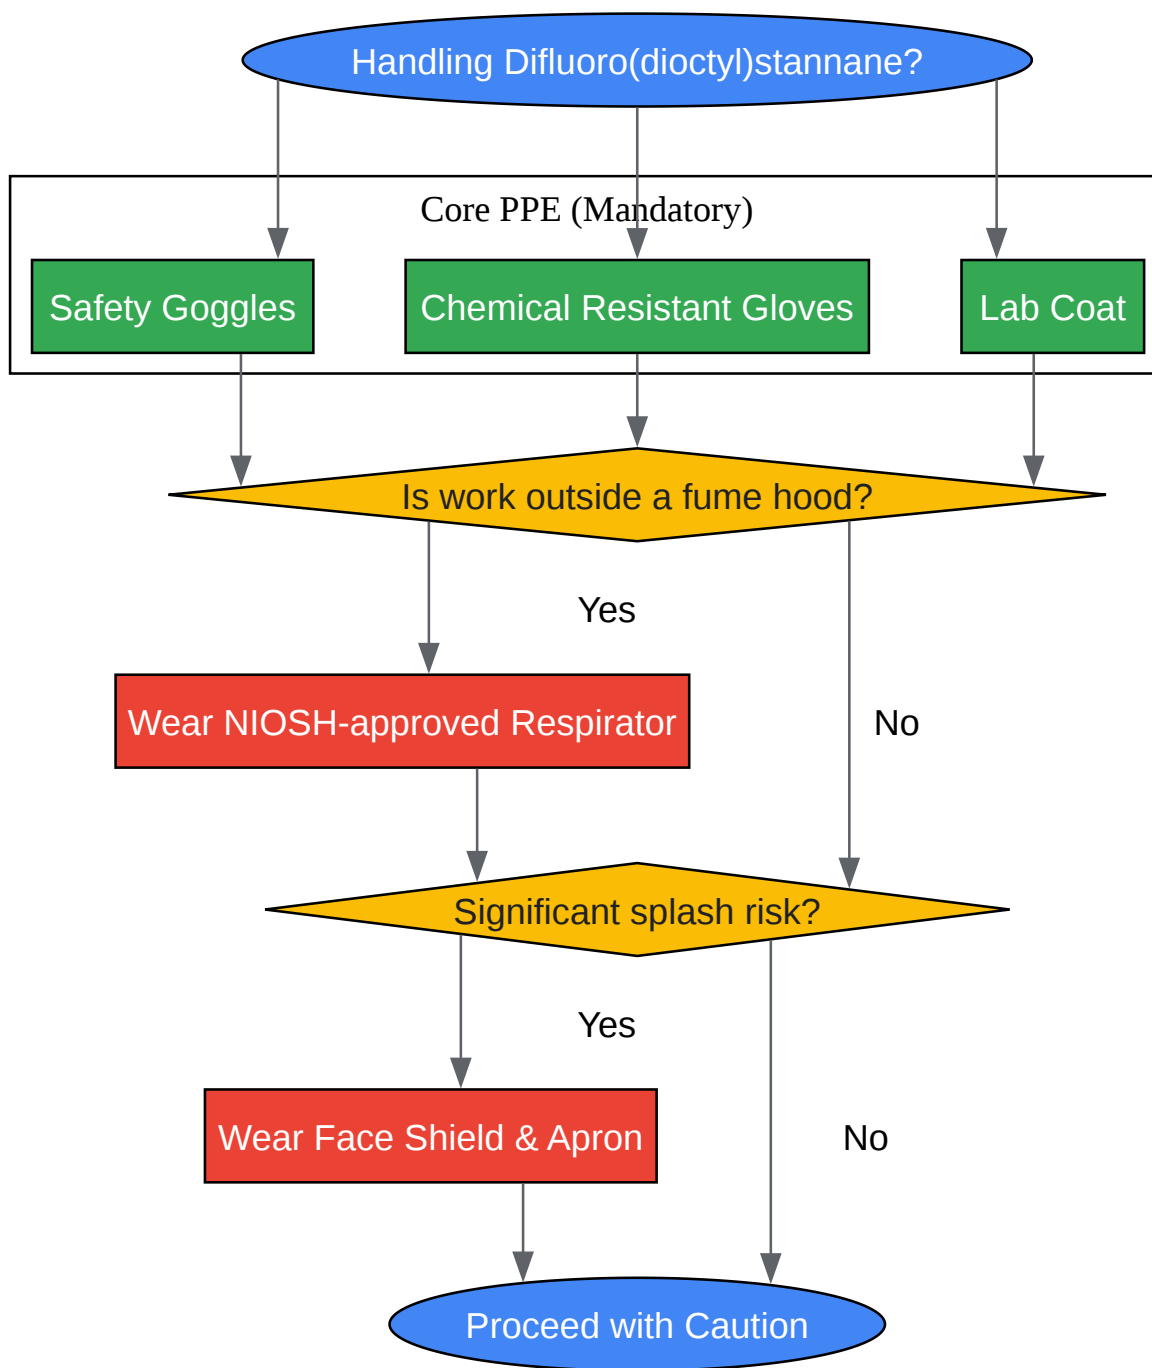 Handling Difluoro(dioctyl)stannane?
Core PPE (Mandatory)
Safety Goggles
Chemical Resistant Gloves
Lab Coat
Is work outside a fume hood?
Yes
Wear NIOSH-approved Respirator
No
Significant splash risk?
Yes
Wear Face Shield & Apron
No
Proceed with Caution